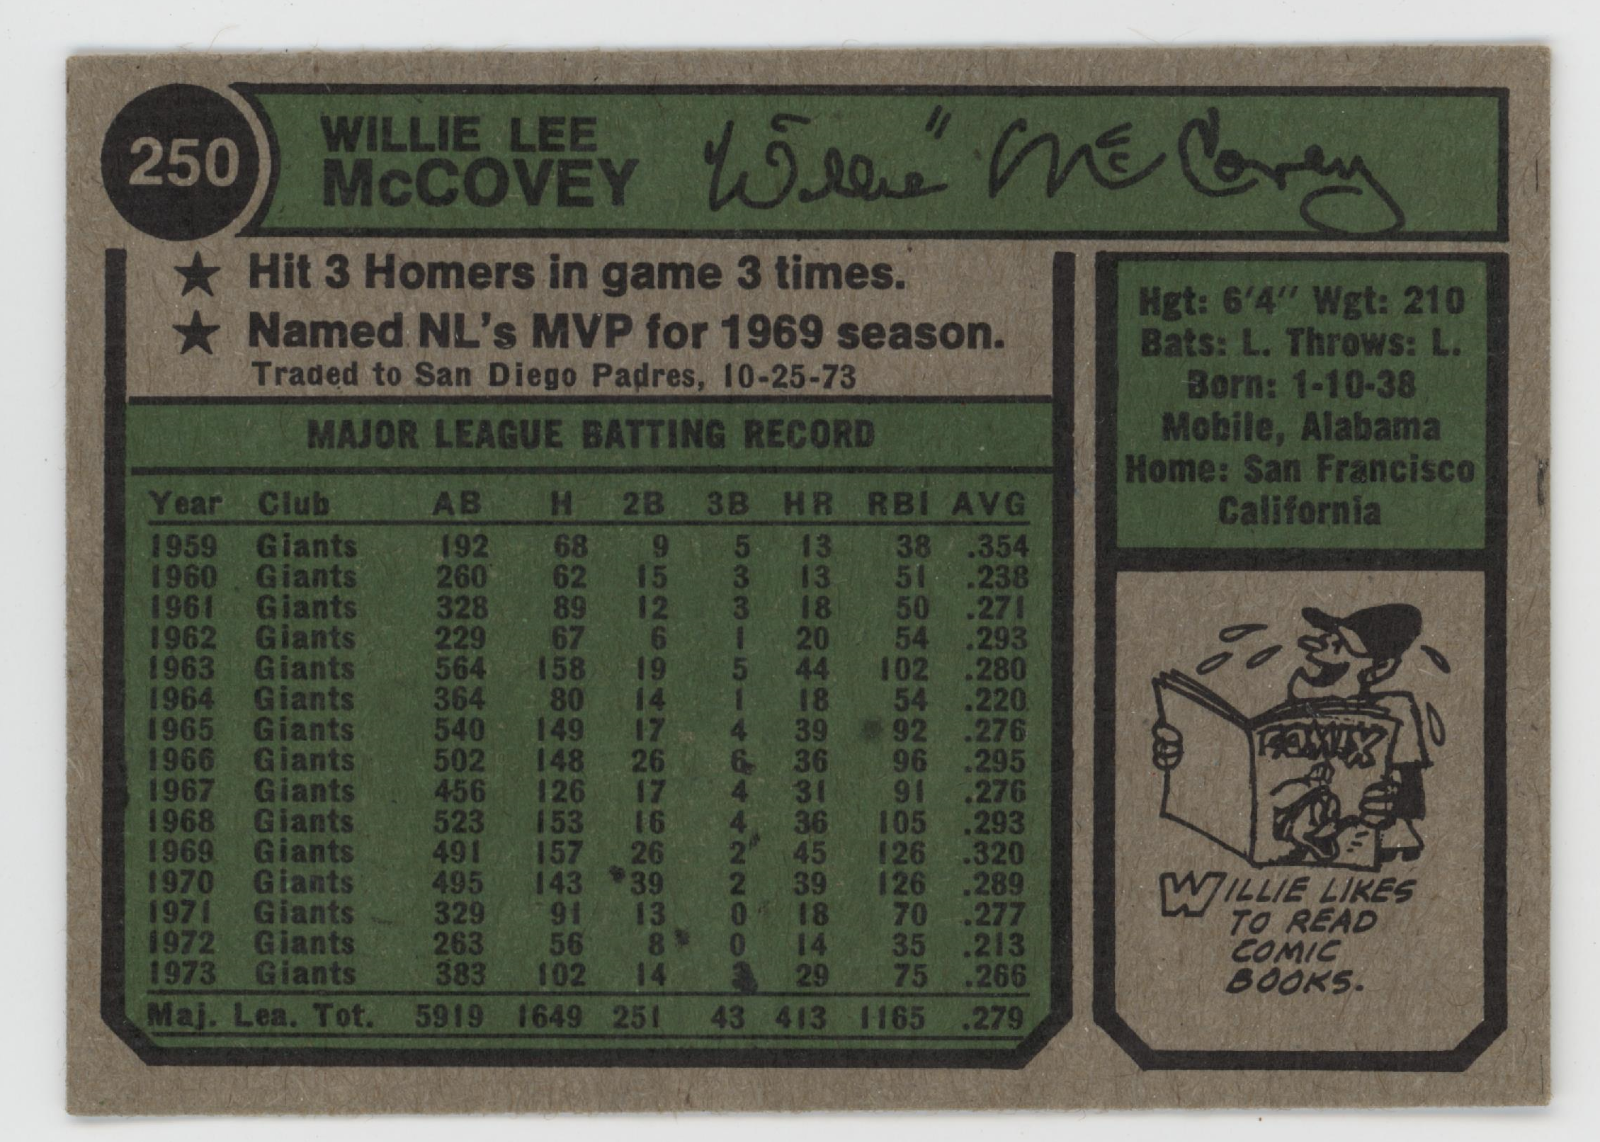 250
WILLIE LEE
McCOVEY
"Willie" McCovey
★ Hit 3 Homers in game 3 times.
★ Named NL's MVP for 1969 season.
Traded to San Diego Padres, 10-25-73
MAJOR LEAGUE BATTING RECORD
Year Club AB H 2B 3B HR RBI AVG
1959 Giants 192 68 9 5 13 38 .354
1960 Giants 260 62 15 3 13 51 .238
1961 Giants 328 89 12 3 18 50 .271
1962 Giants 229 67 6 1 20 54 .293
1963 Giants 564 158 19 5 44 102 .280
1964 Giants 364 80 14 1 18 54 .220
1965 Giants 540 149 17 4 39 92 .276
1966 Giants 502 148 26 6 36 96 .295
1967 Giants 456 126 17 4 31 91 .276
1968 Giants 523 153 16 4 36 105 .293
1969 Giants 491 157 26 2 45 126 .320
1970 Giants 495 143 39 2 39 126 .289
1971 Giants 329 91 13 0 18 70 .277
1972 Giants 263 56 8 0 14 35 .213
1973 Giants 383 102 14 3 29 75 .266
Maj. Lea. Tot. 5919 1649 251 43 413 1165 .279
Hgt: 6'4" Wgt: 210
Bats: L. Throws: L.
Born: 1-10-38
Mobile, Alabama
Home: San Francisco
California
COMIX
WILLIE LIKES
TO READ
COMIC
BOOKS.